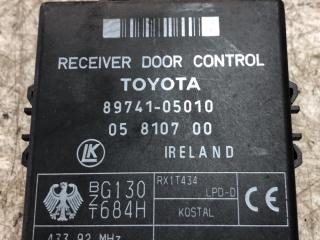 RECEIVER DOOR CONTROL
TOYOTA
89741-05010
05 8107 00
LK IRELAND
BZT G130 684H
RX1T434
LPD-D
KOSTAL
CE
433.92 MHz